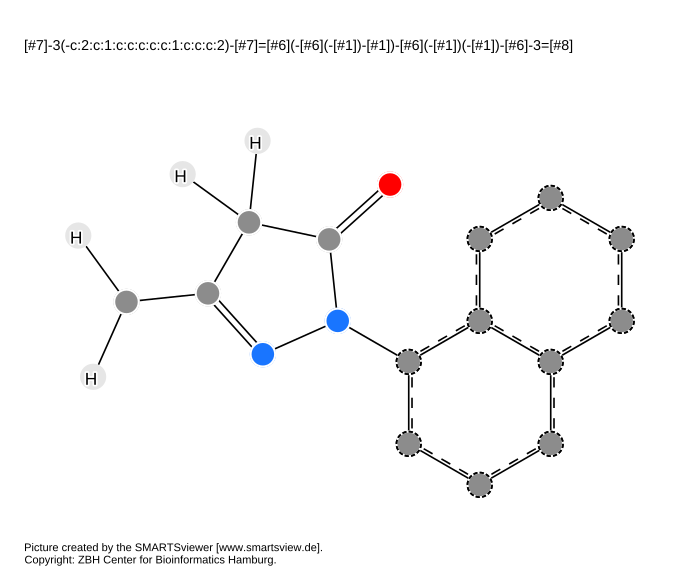 [#7]-3(-c:2:c:1:c:c:c:c:c:1:c:c:c:2)-[#7]=[#6](-[#6](-[#1])-[#1])-[#6](-[#1])(-[#1])-[#6]-3=[#8]
H
H
H
H
Picture created by the SMARTSviewer [www.smartsview.de].
Copyright: ZBH Center for Bioinformatics Hamburg.